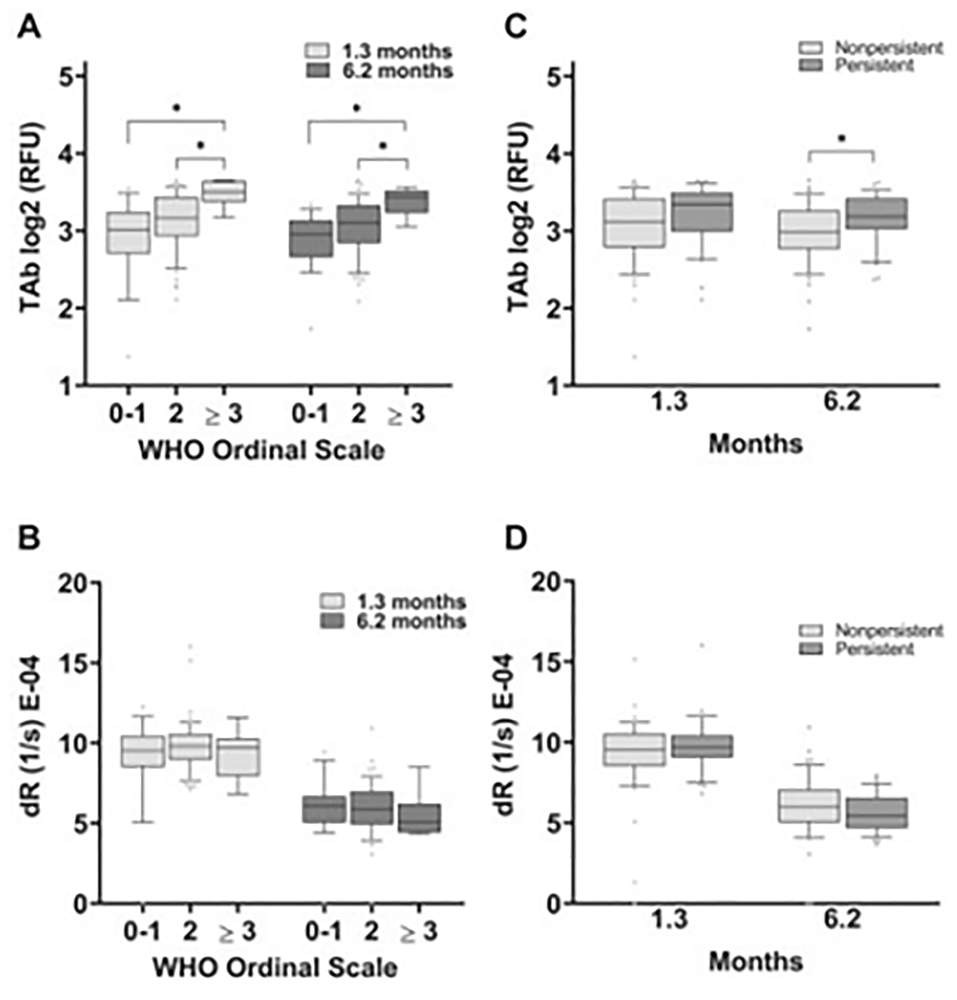 A
1.3 months
6.2 months
5
4
3
2
1
TAb log2 (RFU)
0-1 2 ≥ 3 0-1 2 ≥ 3
WHO Ordinal Scale
C
Nonpersistent
Persistent
5
4
3
2
1
TAb log2 (RFU)
1.3 6.2
Months
B
1.3 months
6.2 months
20
15
10
5
0
dR (1/s) E-04
0-1 2 ≥ 3 0-1 2 ≥ 3
WHO Ordinal Scale
D
Nonpersistent
Persistent
20
15
10
5
0
dR (1/s) E-04
1.3 6.2
Months